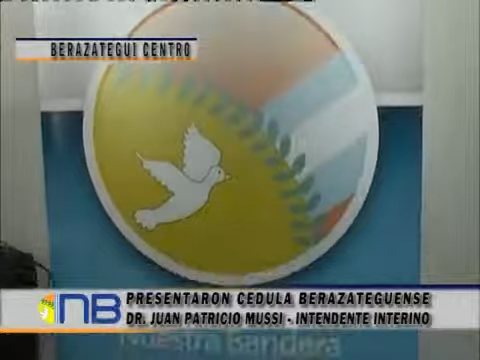 BERAZATEGUI CENTRO
NB
PRESENTARON CEDULA BERAZATEGUENSE
DR. JUAN PATRICIO MUSSI - INTENDENTE INTERINO
Nuestra Bandera